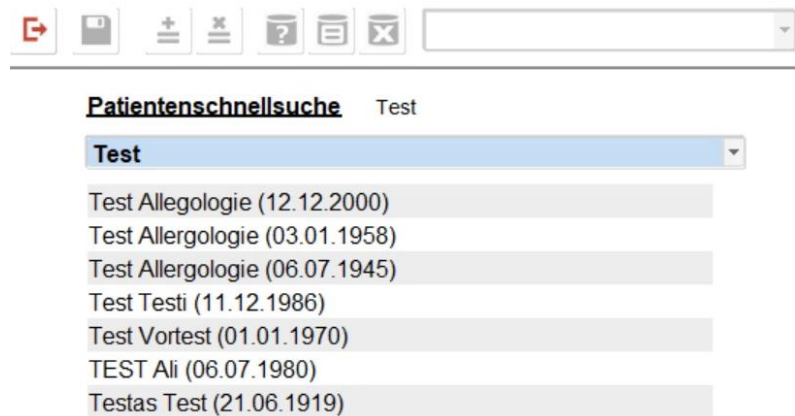 Patientenschnellsuche Test
Test
Test Allegologie (12.12.2000)
Test Allergologie (03.01.1958)
Test Allergologie (06.07.1945)
Test Testi (11.12.1986)
Test Vortest (01.01.1970)
TEST Ali (06.07.1980)
Testas Test (21.06.1919)